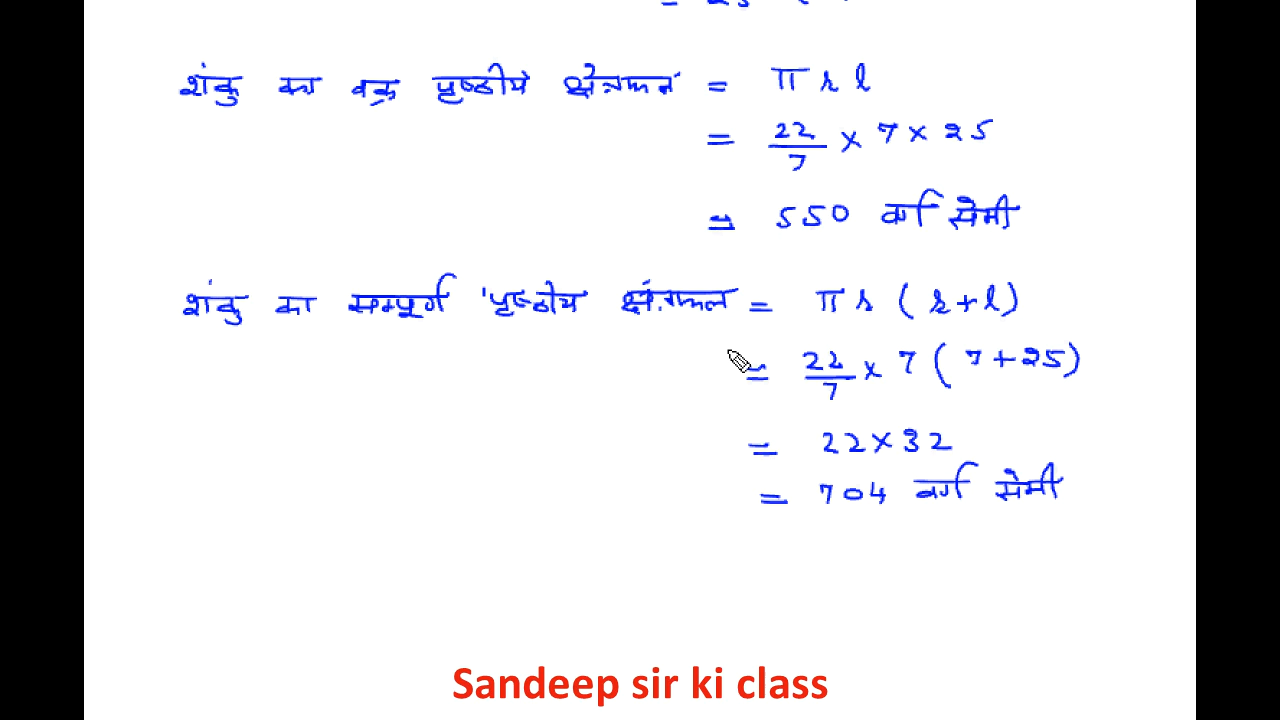 = 25
शंकु का वक्र पृष्ठीय क्षेत्रफल = π r l
= 22/7 × 7 × 25
= 550 वर्ग सेमी
शंकु का सम्पूर्ण पृष्ठीय क्षेत्रफल = π r (r + l)
= 22/7 × 7 (7 + 25)
= 22 × 32
= 704 वर्ग सेमी
Sandeep sir ki class